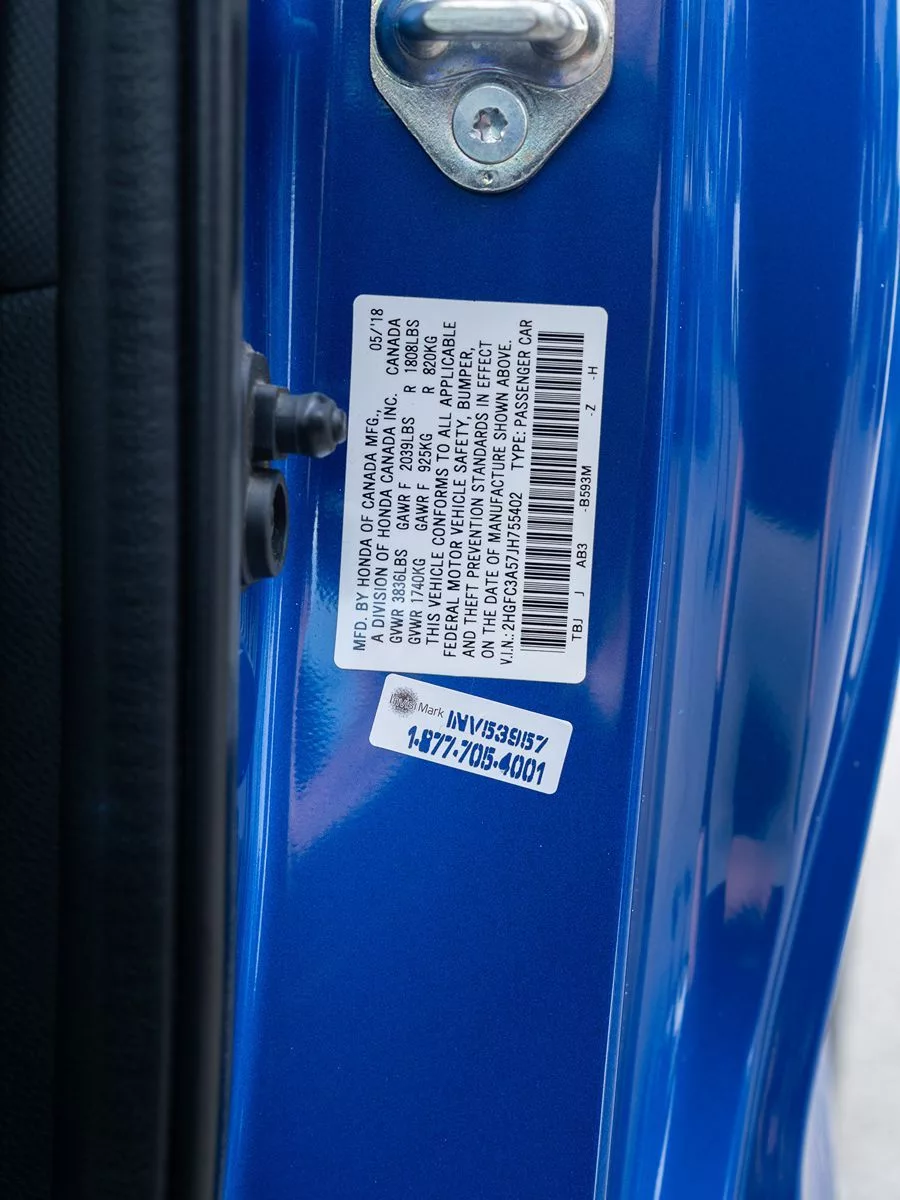 MFD. BY HONDA OF CANADA MFG., 05/'18
A DIVISION OF HONDA CANADA INC. CANADA
GVWR 3836LBS GAWR F 2039LBS R 1808LBS
GVWR 1740KG GAWR F 925KG R 820KG
THIS VEHICLE CONFORMS TO ALL APPLICABLE
FEDERAL MOTOR VEHICLE SAFETY, BUMPER,
AND THEFT PREVENTION STANDARDS IN EFFECT
ON THE DATE OF MANUFACTURE SHOWN ABOVE.
V.I.N.: 2HGFC3A57JH755402 TYPE: PASSENGER CAR
TBJ J AB3 -B593M -Z -H
InVisiMark INV53957
1-877-705-4001